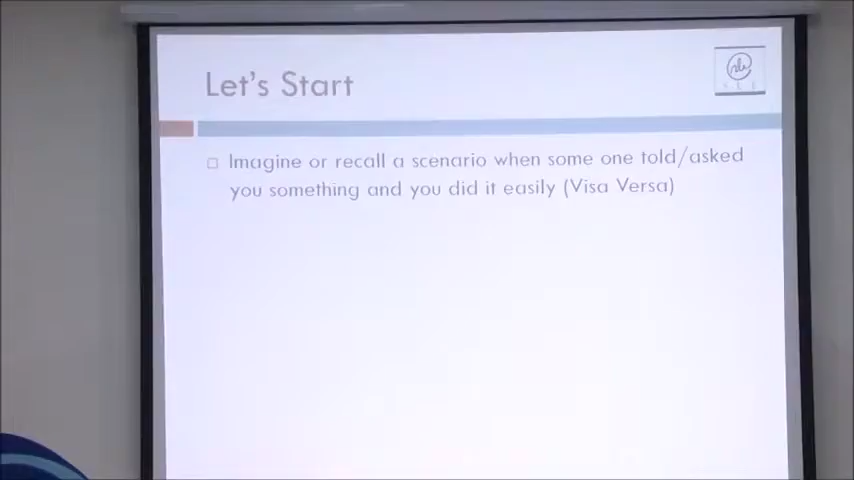 Let's Start
Imagine or recall a scenario when some one told/asked
you something and you did it easily (Visa Versa)